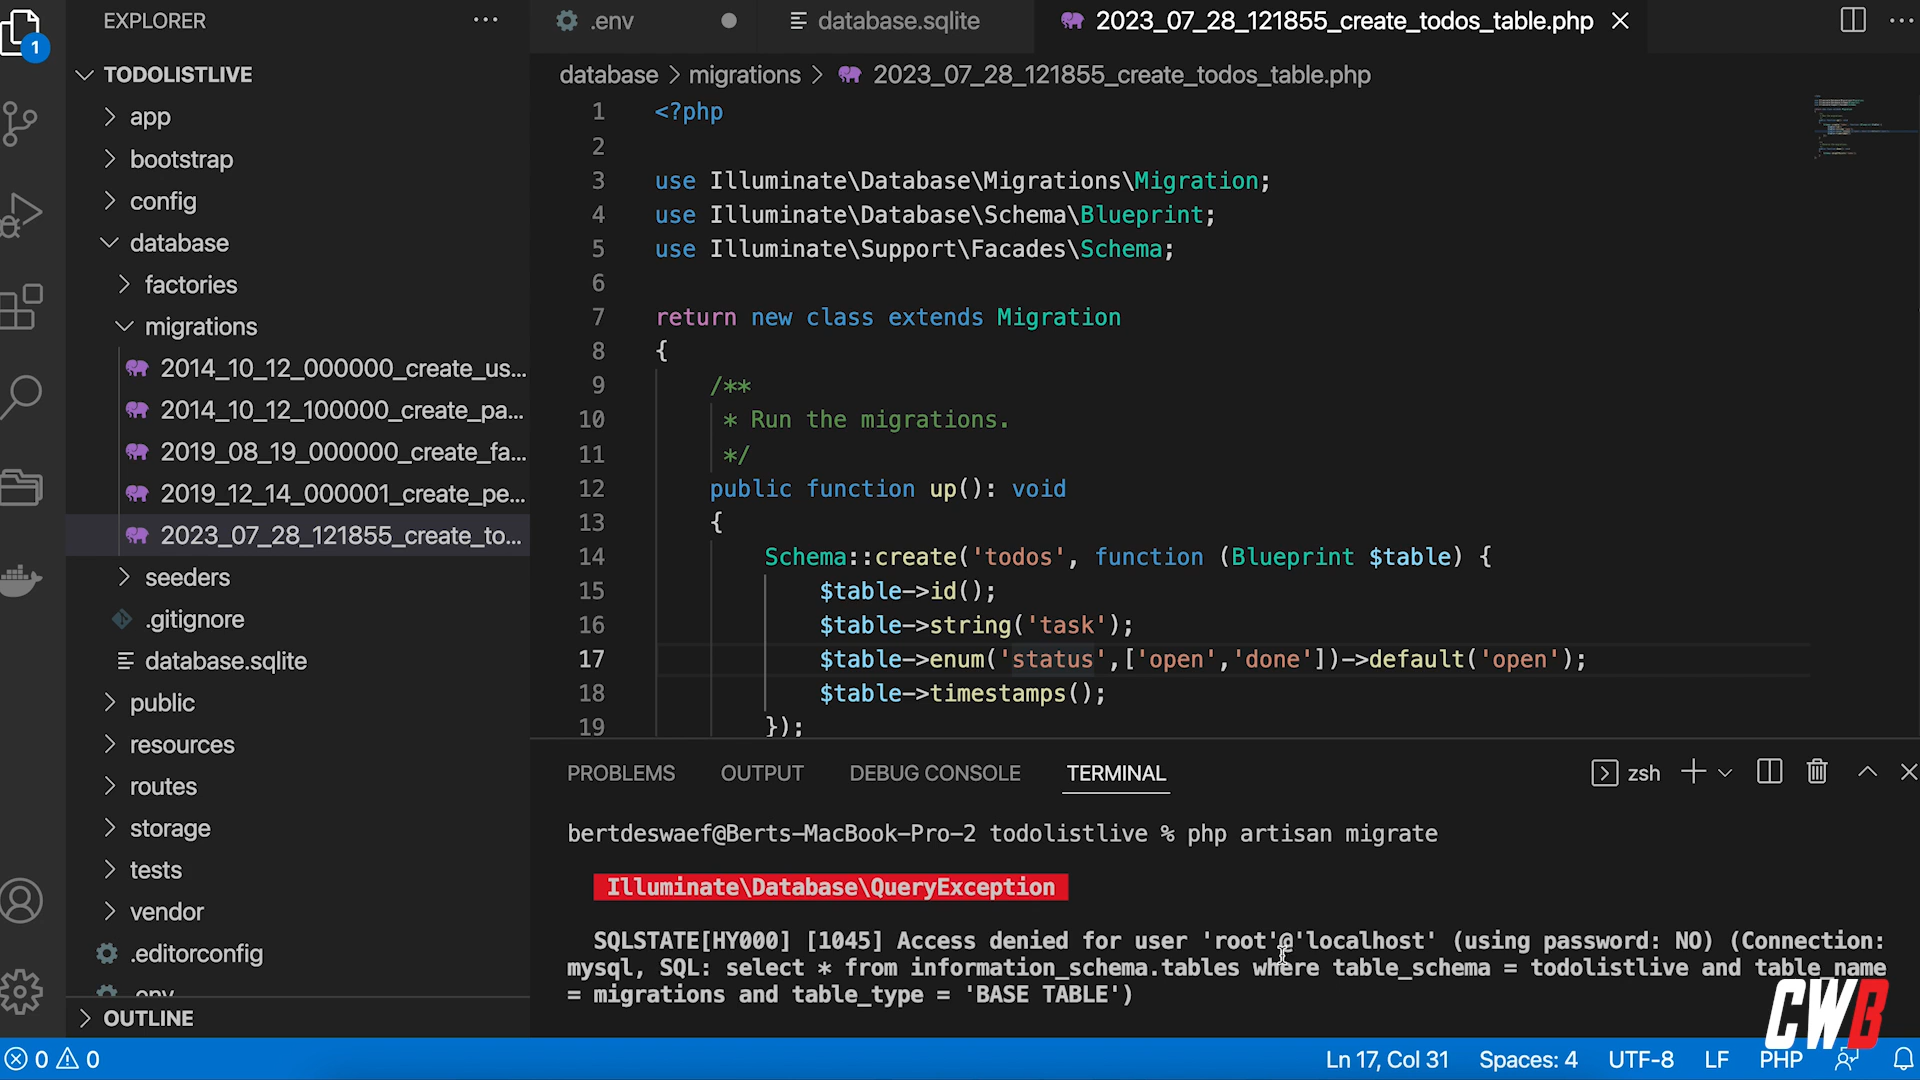 EXPLORER
.env
database.sqlite
2023_07_28_121855_create_todos_table.php
1
TODOLISTLIVE
app
bootstrap
config
database
factories
migrations
2014_10_12_000000_create_us...
2014_10_12_100000_create_pa...
2019_08_19_000000_create_fa...
2019_12_14_000001_create_pe...
2023_07_28_121855_create_to...
seeders
.gitignore
database.sqlite
public
resources
routes
storage
tests
vendor
.editorconfig
.env
OUTLINE
database > migrations > 2023_07_28_121855_create_todos_table.php
1 <?php
2
3 use Illuminate\Database\Migrations\Migration;
4 use Illuminate\Database\Schema\Blueprint;
5 use Illuminate\Support\Facades\Schema;
6
7 return new class extends Migration
8 {
9 /**
10 * Run the migrations.
11 */
12 public function up(): void
13 {
14 Schema::create('todos', function (Blueprint $table) {
15 $table->id();
16 $table->string('task');
17 $table->enum('status',['open','done'])->default('open');
18 $table->timestamps();
19 });
PROBLEMS OUTPUT DEBUG CONSOLE TERMINAL
zsh
bertdeswaef@Berts-MacBook-Pro-2 todolistlive % php artisan migrate
Illuminate\Database\QueryException
SQLSTATE[HY000] [1045] Access denied for user 'root'@'localhost' (using password: NO) (Connection:
mysql, SQL: select * from information_schema.tables where table_schema = todolistlive and table_name
= migrations and table_type = 'BASE TABLE')
CWB
0 0
Ln 17, Col 31 Spaces: 4 UTF-8 LF PHP